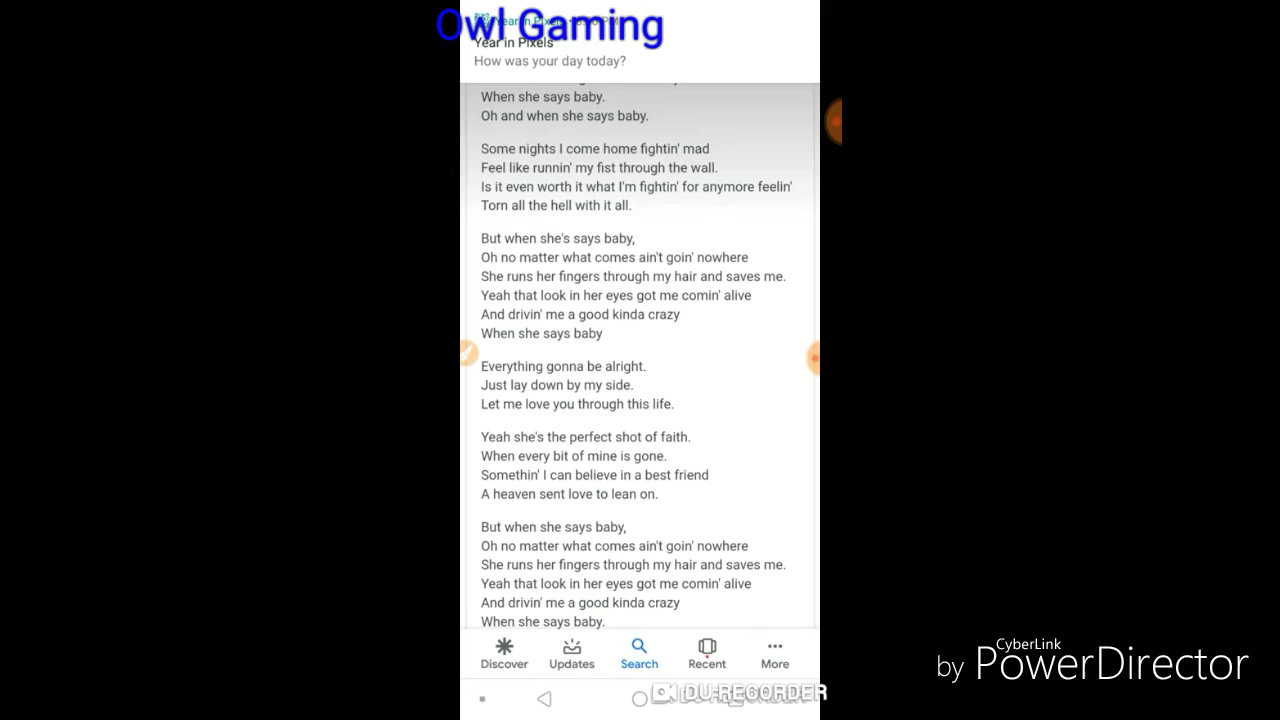 Owl Gaming
Year in Pixels
Year in Pixels
How was your day today?
When she says baby.
Oh and when she says baby.
Some nights I come home fightin' mad
Feel like runnin' my fist through the wall.
Is it even worth it what I'm fightin' for anymore feelin'
Torn all the hell with it all.
But when she's says baby,
Oh no matter what comes ain't goin' nowhere
She runs her fingers through my hair and saves me.
Yeah that look in her eyes got me comin' alive
And drivin' me a good kinda crazy
When she says baby
Everything gonna be alright.
Just lay down by my side.
Let me love you through this life.
Yeah she's the perfect shot of faith.
When every bit of mine is gone.
Somethin' I can believe in a best friend
A heaven sent love to lean on.
But when she says baby,
Oh no matter what comes ain't goin' nowhere
She runs her fingers through my hair and saves me.
Yeah that look in her eyes got me comin' alive
And drivin' me a good kinda crazy
When she says baby.
Discover Updates Search Recent More
DU RECORDER
CyberLink
by PowerDirector